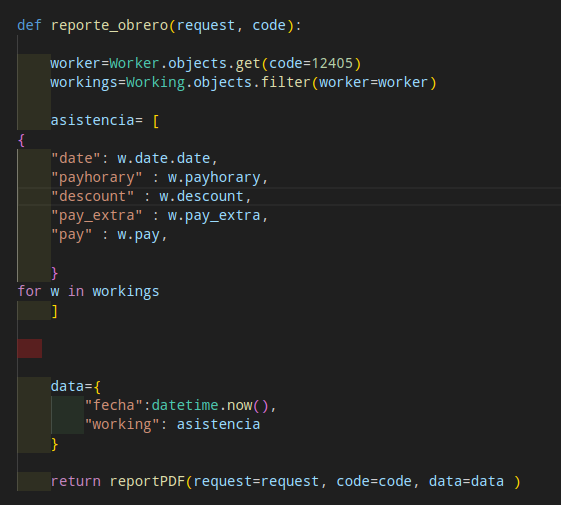 def reporte_obrero(request, code):
worker=Worker.objects.get(code=12405)
workings=Working.objects.filter(worker=worker)
asistencia= [
{
"date": w.date.date,
"payhorary" : w.payhorary,
"descount" : w.descount,
"pay_extra" : w.pay_extra,
"pay" : w.pay,
}
for w in workings
]
data={
"fecha":datetime.now(),
"working": asistencia
}
return reportPDF(request=request, code=code, data=data )